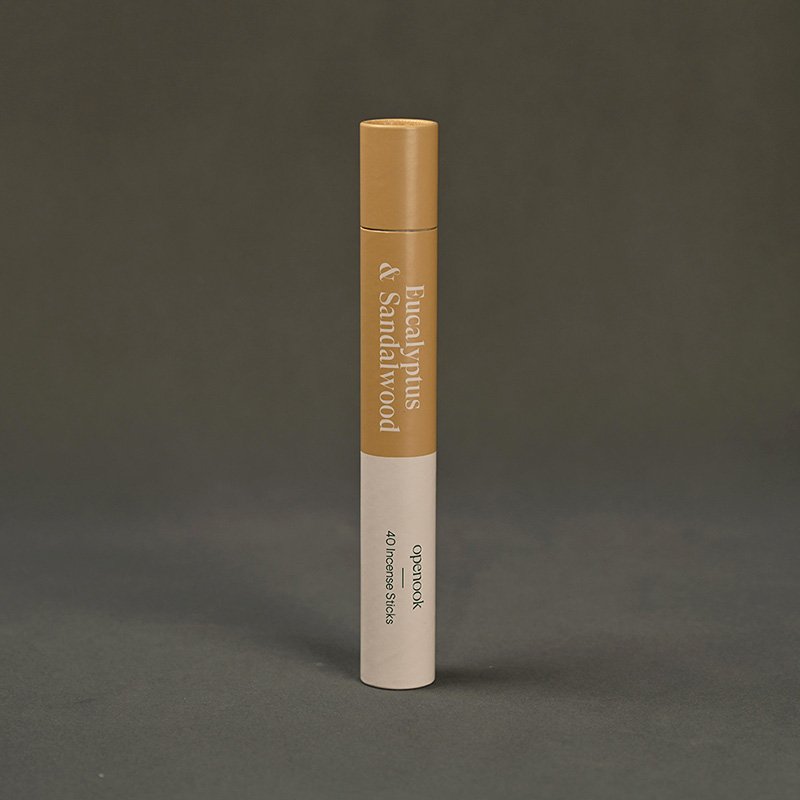 Eucalyptus
& Sandalwood
openook
40 Incense Sticks